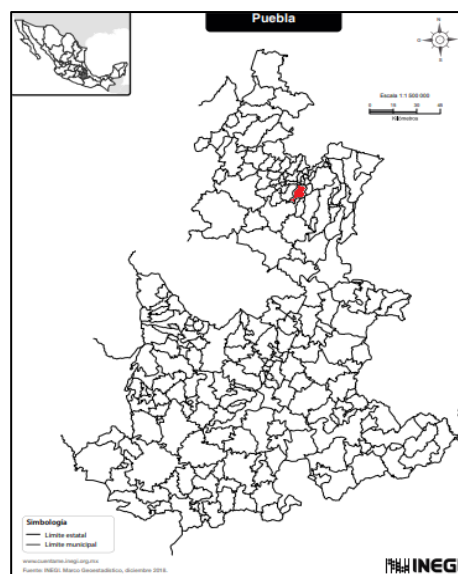 Puebla
N
O
E
S
Escala 1:1 500 000
Kilómetros
Simbología
Límite estatal
Límite municipal
www.cuentame.inegi.org.mx
Fuente: INEGI. Marco Geoestadístico, diciembre 2018.
INEGI